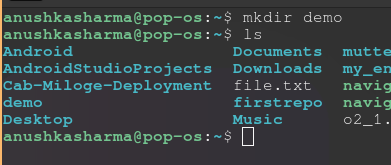 anushkasharma@pop-os:~$ mkdir demo
anushkasharma@pop-os:~$ ls
Android Documents mutte
AndroidStudioProjects Downloads my_en
Cab-Miloge-Deployment file.txt navig
demo firstrepo navig
Desktop Music o2_1.
anushkasharma@pop-os:~$